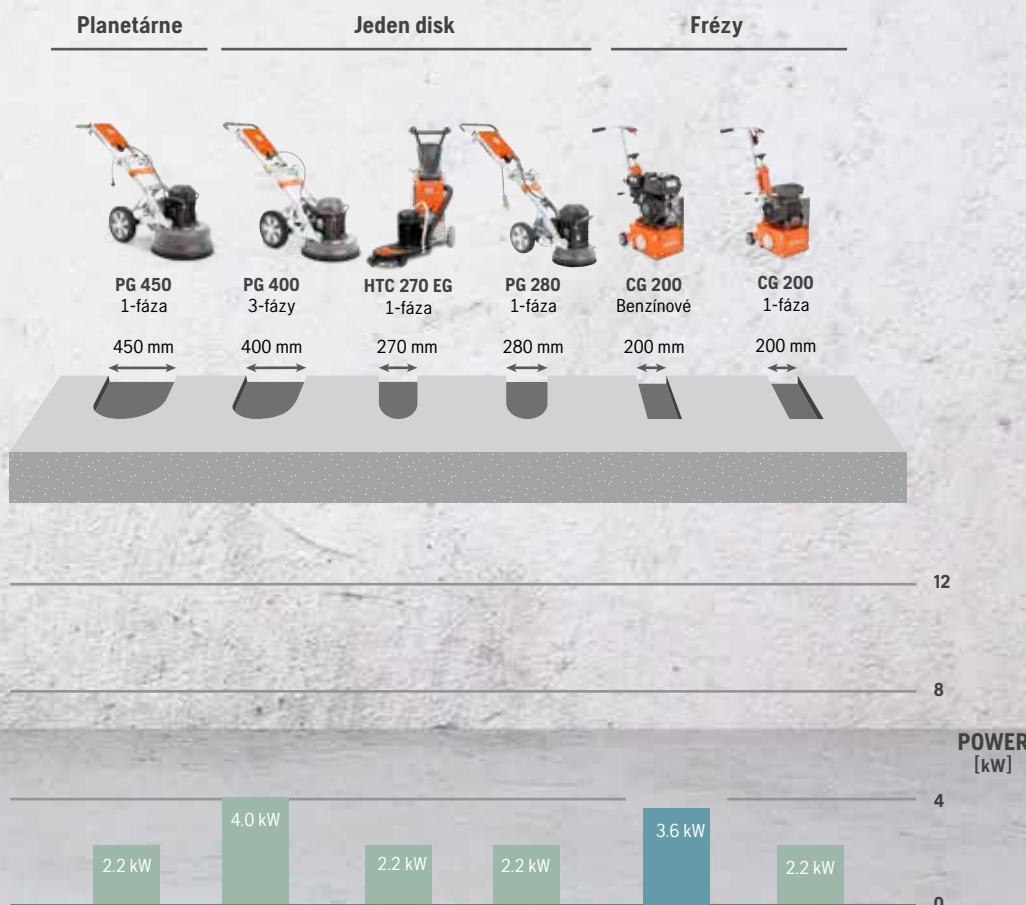 Planetárne
Jeden disk
Frézy
PG 450
1-fáza
PG 400
3-fázy
HTC 270 EG
1-fáza
PG 280
1-fáza
CG 200
Benzínové
CG 200
1-fáza
450 mm
400 mm
270 mm
280 mm
200 mm
200 mm
12
8
POWER
[kW]
4
4.0 kW
3.6 kW
2.2 kW
2.2 kW
2.2 kW
2.2 kW
0